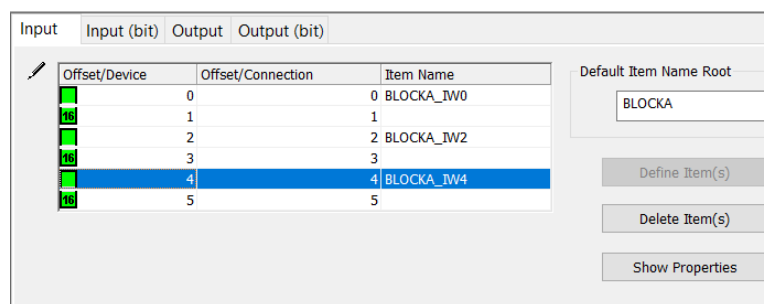 Input Input (bit) Output Output (bit)
Offset/Device Offset/Connection Item Name
0 0 BLOCKA_IW0
16 1 1
2 2 BLOCKA_IW2
16 3 3
4 4 BLOCKA_IW4
16 5 5
Default Item Name Root
BLOCKA
Define Item(s)
Delete Item(s)
Show Properties